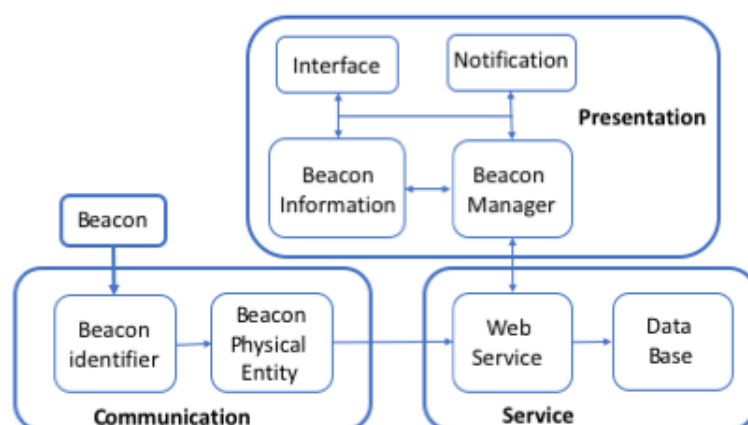 Interface
Notification
Presentation
Beacon
Information
Beacon
Manager
Beacon
Beacon
identifier
Beacon
Physical
Entity
Web
Service
Data
Base
Communication
Service